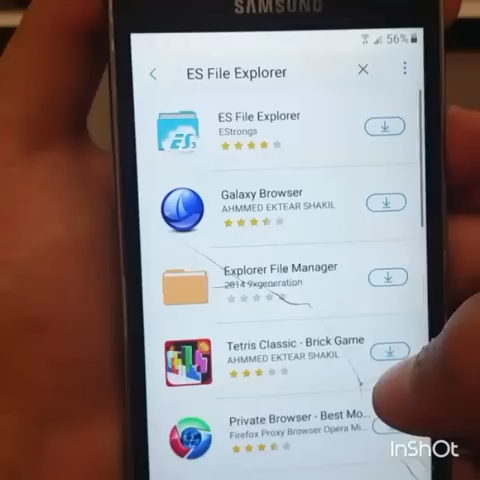 SAMSUNG
56%
ES File Explorer
ES File Explorer
EStrongs
Galaxy Browser
AHMMED EKTEAR SHAKIL
Explorer File Manager
2014 9xgeneration
Tetris Classic - Brick Game
AHMMED EKTEAR SHAKIL
Private Browser - Best Mo...
Firefox Proxy Browser Opera Mi...
InShOt